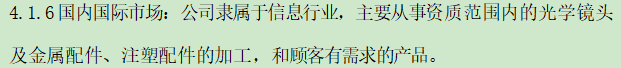 4.1.6国内国际市场：公司隶属于信息行业，主要从事资质范围内的光学镜头
及金属配件、注塑配件的加工，和顾客有需求的产品。